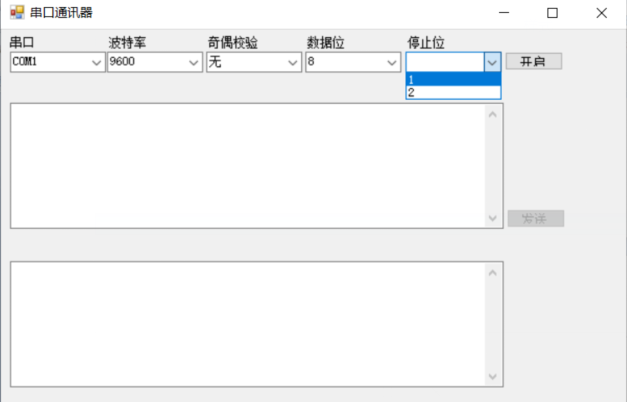 串口通讯器
串口 波特率 奇偶校验 数据位 停止位
COM1 9600 无 8 开启
1
2
发送